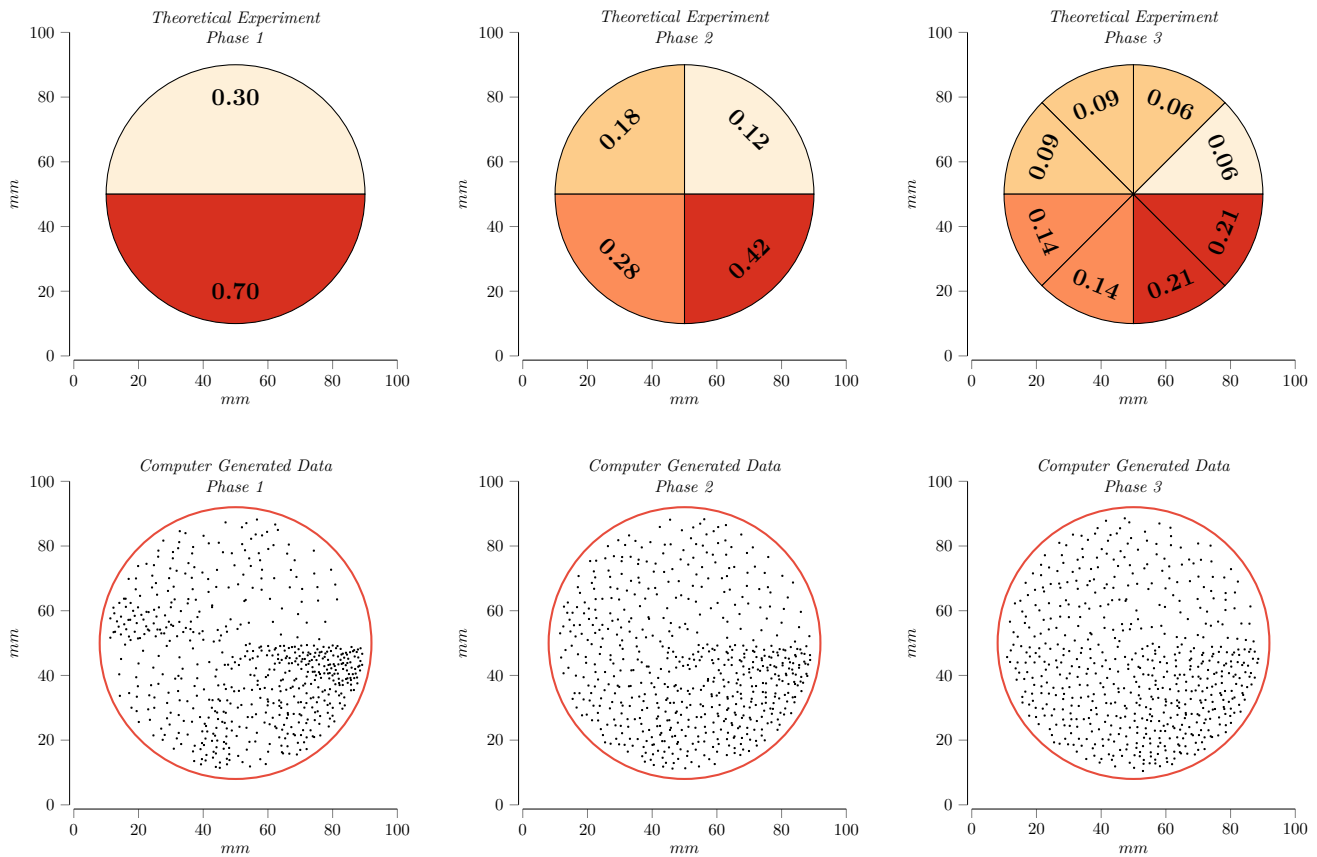 Theoretical Experiment
Phase 1
100
80
60
40
20
0
mm
0.30
0.70
0 20 40 60 80 100
mm
Theoretical Experiment
Phase 2
100
80
60
40
20
0
mm
0.18
0.12
0.28
0.42
0 20 40 60 80 100
mm
Theoretical Experiment
Phase 3
100
80
60
40
20
0
mm
0.09
0.06
0.09
0.06
0.14
0.21
0.14
0.21
0 20 40 60 80 100
mm
Computer Generated Data
Phase 1
100
80
60
40
20
0
mm
0 20 40 60 80 100
mm
Computer Generated Data
Phase 2
100
80
60
40
20
0
mm
0 20 40 60 80 100
mm
Computer Generated Data
Phase 3
100
80
60
40
20
0
mm
0 20 40 60 80 100
mm